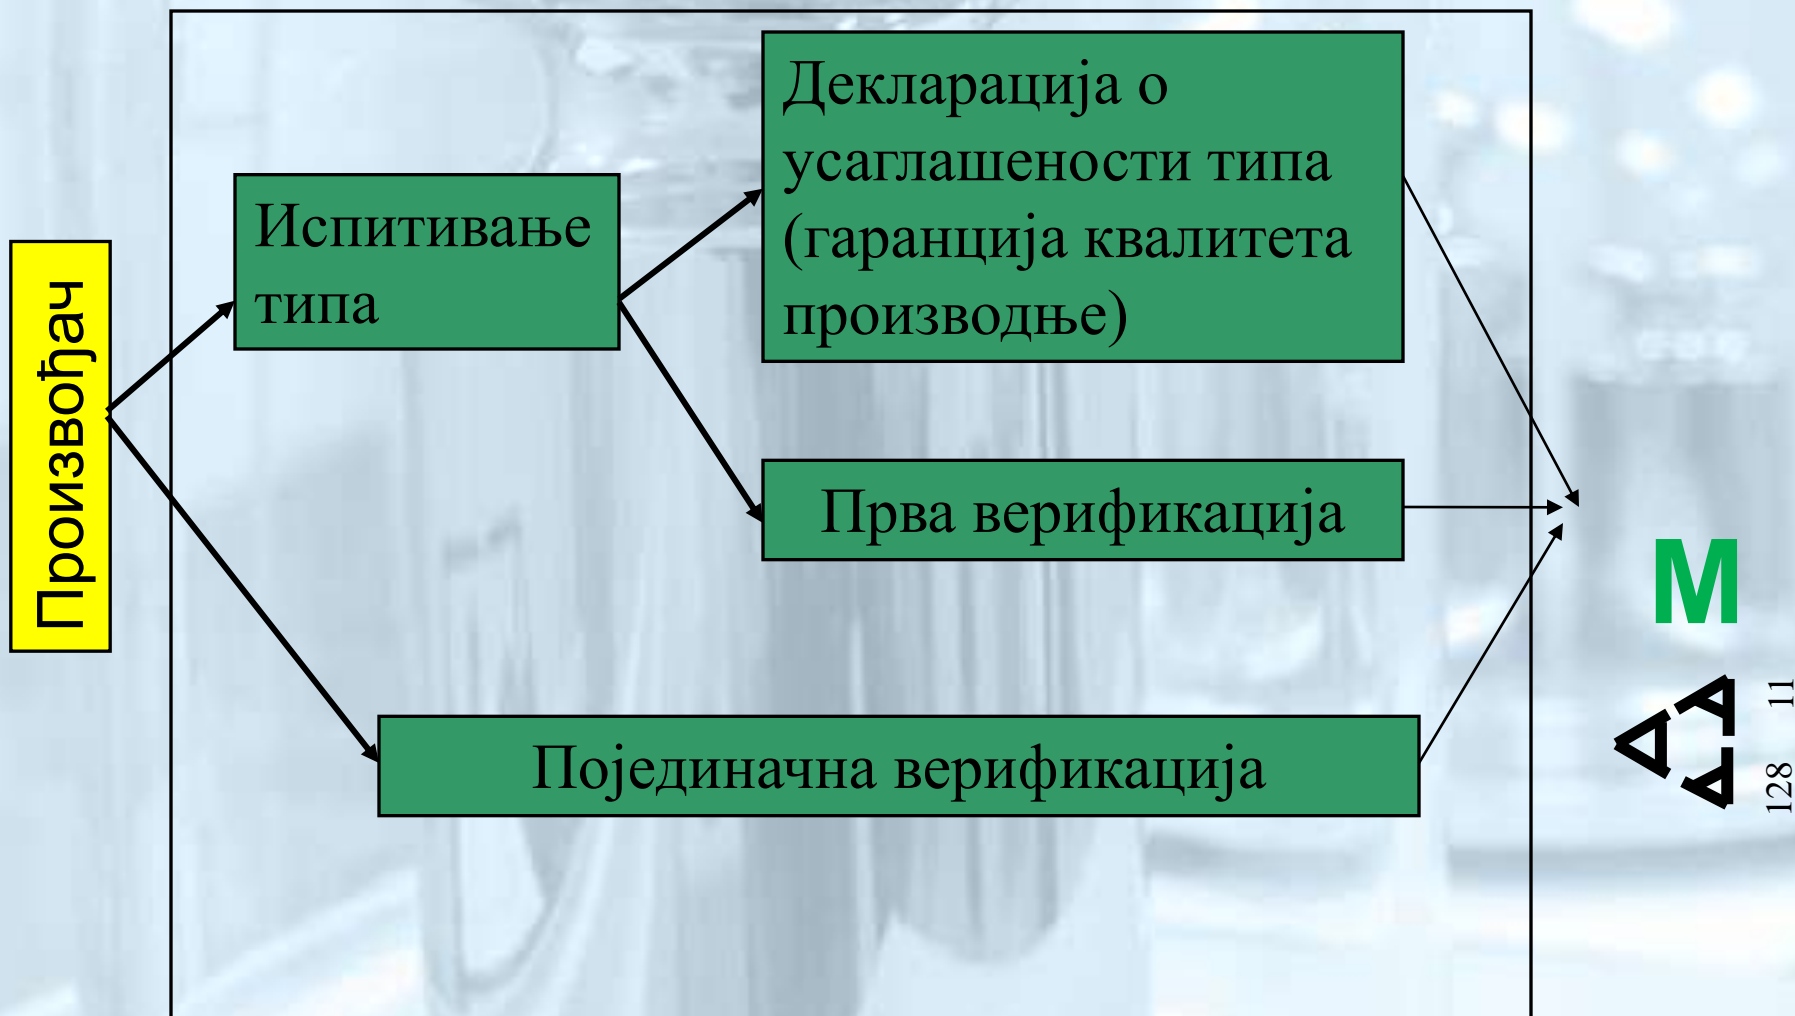 Произвођач
Испитивање
типа
Декларација о
усаглашености типа
(гаранција квалитета
производње)
Прва верификација
Појединачна верификација
М
128 11